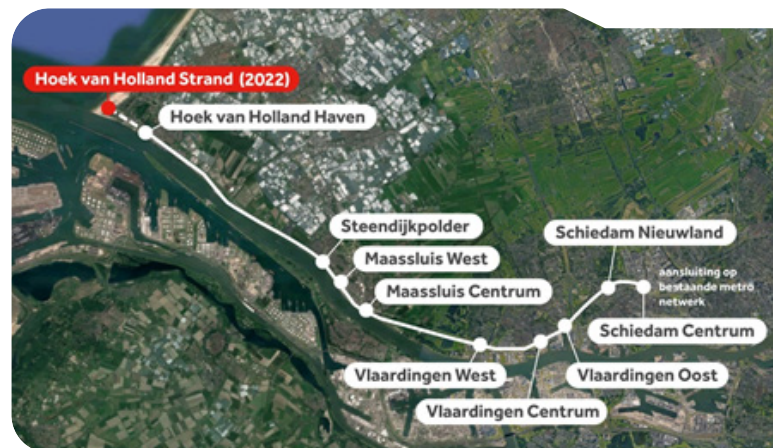 Hoek van Holland Strand (2022)
Hoek van Holland Haven
Steendijkpolder
Maassluis West
Maassluis Centrum
Schiedam Nieuwland
aansluiting op
bestaande metro
netwerk
Schiedam Centrum
Vlaardingen West
Vlaardingen Oost
Vlaardingen Centrum